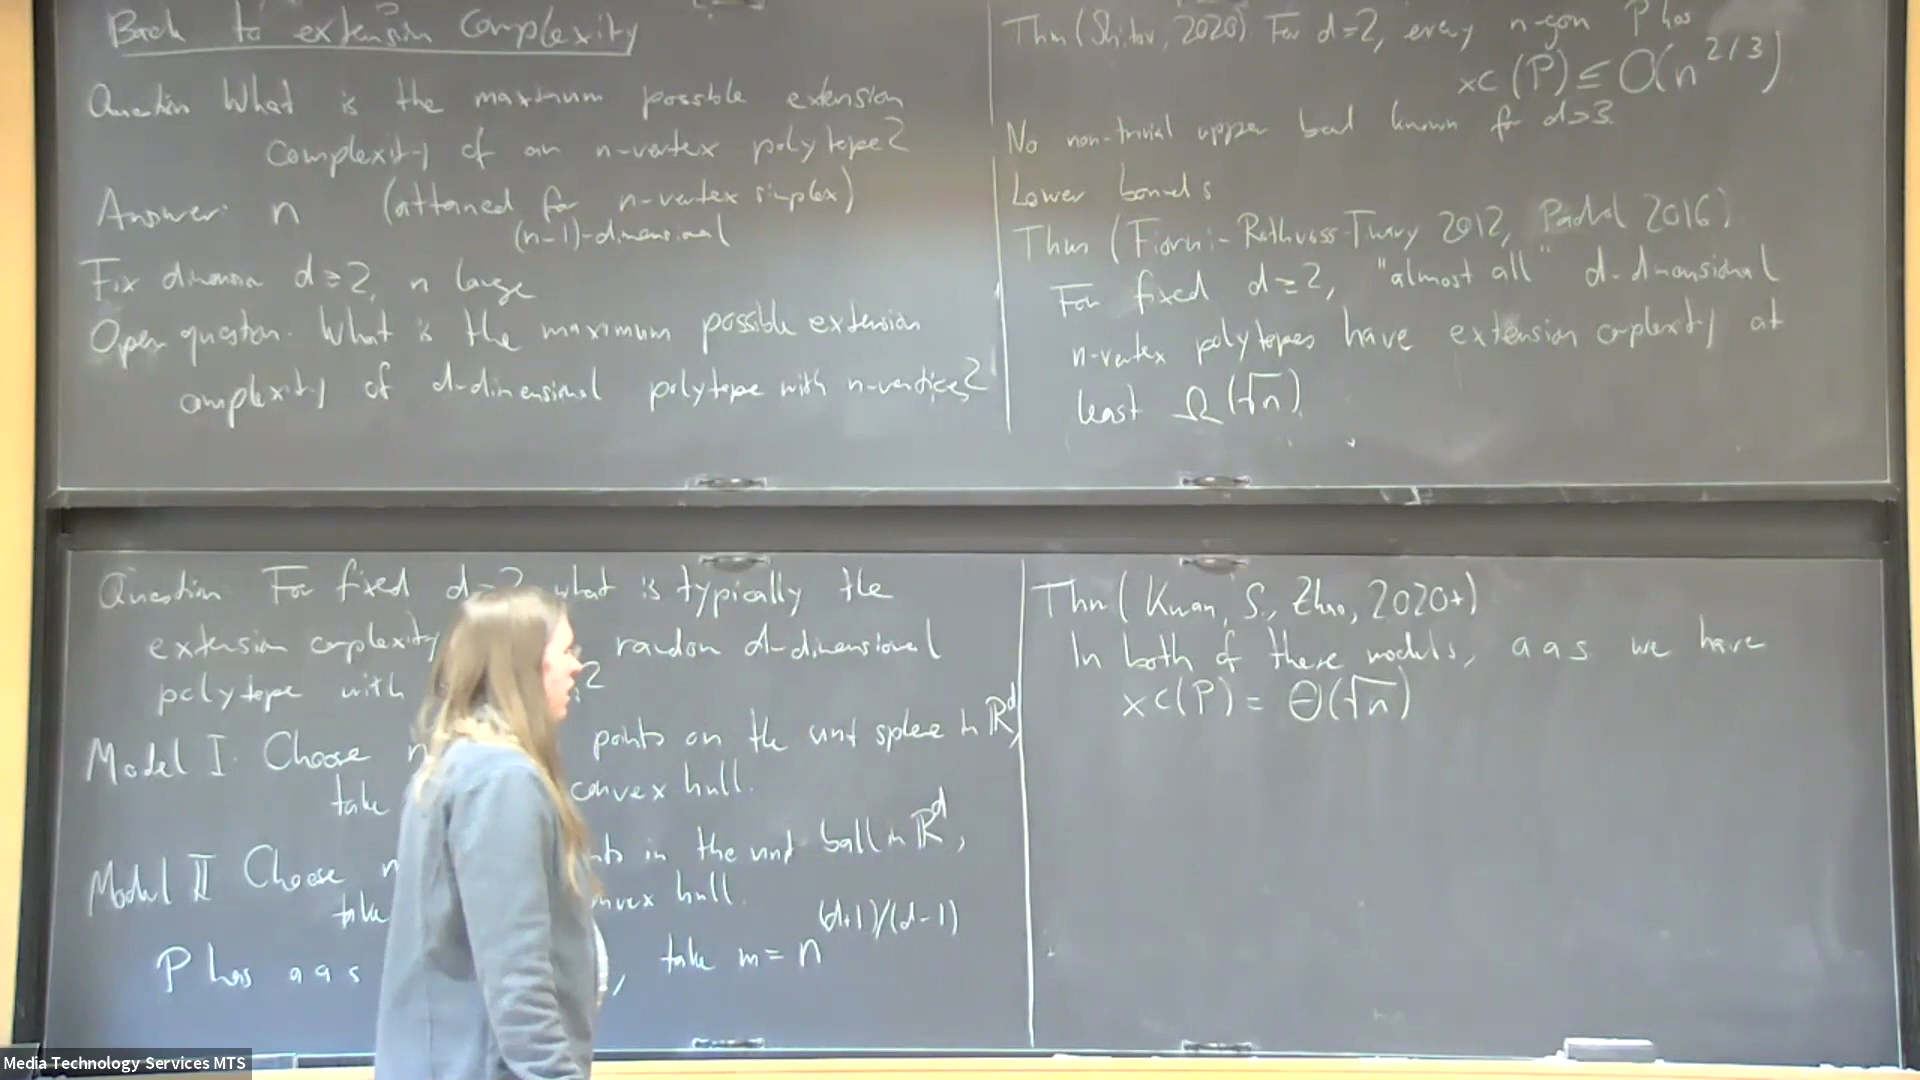 Back to extension complexity
Question What is the maximum possible extension
complexity of an n-vertex polytope?
Answer: n (attained for n-vertex simplex)
(n-1)-dimensional
Fix dimension d≥2, n large
Open question. What is the maximum possible extension
complexity of d-dimensional polytope with n-vertices?
Thm (Shitov, 2020) For d=2, every n-gon P has
xc(P) ≤ O(n^{2/3})
No non-trivial upper bd known for d≥3.
Lower bounds
Thm (Fiorini-Rothvoss-Tiwary 2012, Padrol 2016)
For fixed d≥2, "almost all" d-dimensional
n-vertex polytopes have extension complexity at
least Ω(√n).
Question For fixed what is typically the
extension complexity random d-dimensional
polytope with ?
Model I. Choose points on the unit sphere in ℝ^d,
take convex hull.
Model II Choose in the unit ball in ℝ^d,
take hull.
P has a a s , take m = n^{(d+1)/(d-1)}
Thm (Kwan, S., Zhao, 2020+)
In both of these models, a a s we have
xc(P) = Θ(√n)
Media Technology Services MTS